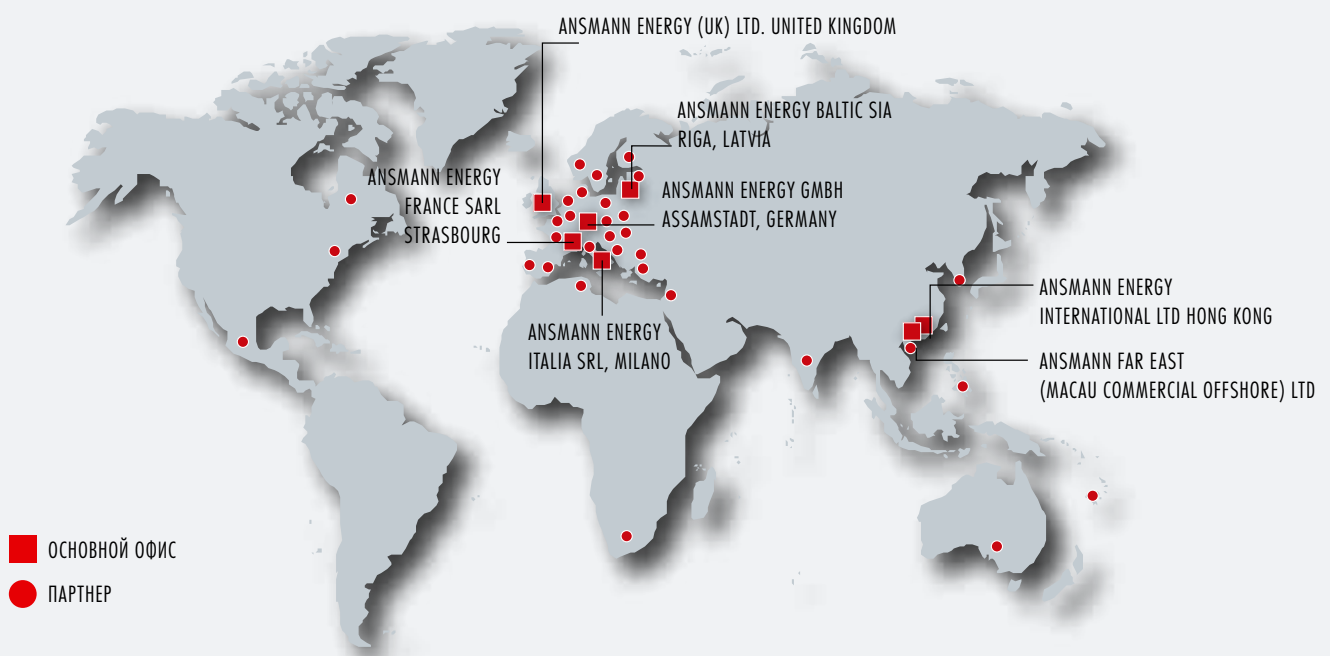 ANSMANN ENERGY (UK) LTD. UNITED KINGDOM
ANSMANN ENERGY BALTIC SIA
RIGA, LATVIA
ANSMANN ENERGY
FRANCE SARL
STRASBOURG
ANSMANN ENERGY GMBH
ASSAMSTADT, GERMANY
ANSMANN ENERGY
ITALIA SRL, MILANO
ANSMANN ENERGY
INTERNATIONAL LTD HONG KONG
ANSMANN FAR EAST
(MACAU COMMERCIAL OFFSHORE) LTD
ОСНОВНОЙ ОФИС
ПАРТНЕР